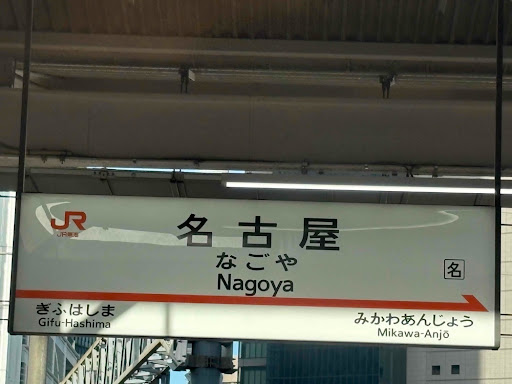 JR
JR東海
名古屋
なごや
Nagoya
名
ぎふはしま
Gifu-Hashima
みかわあんじょう
Mikawa-Anjō